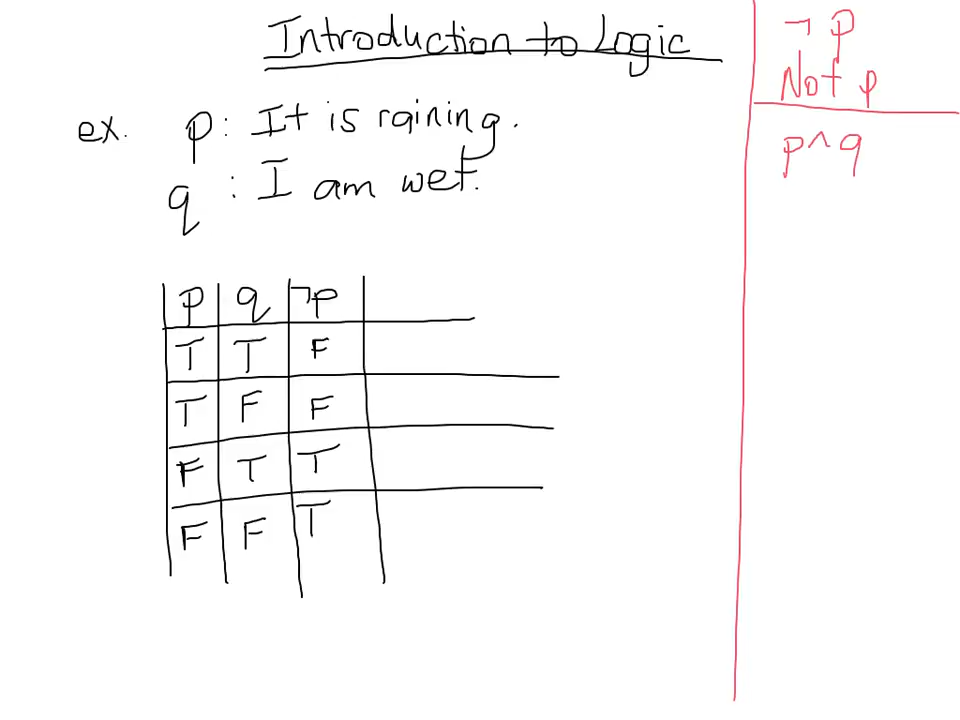 Introduction to Logic
ex. p: It is raining.
q: I am wet.
p q ¬p
T T F
T F F
F T T
F F T
¬ p
Not p
p ^ q